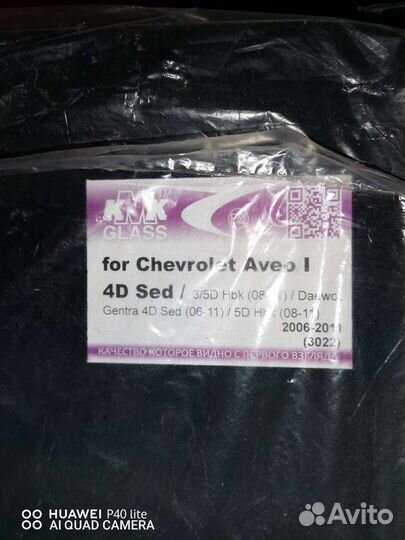 KMK
GLASS
for Chevrolet Aveo I
4D Sed / 3/5D Hbk (08-11) / Daewoo
Gentra 4D Sed (06-11) / 5D Hbk (08-11)
2006-2011
(3022)
КАЧЕСТВО КОТОРОЕ ВИДНО С ПЕРВОГО ВЗГЛЯДА
HUAWEI P40 lite
AI QUAD CAMERA
Avito